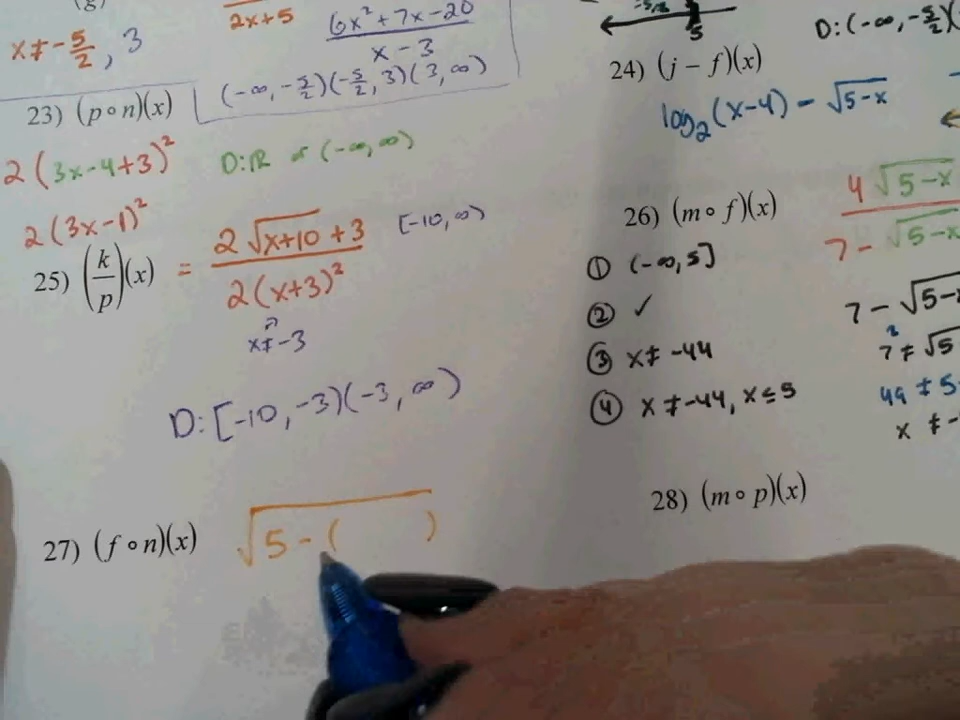 (g)
x ≠ -5/2, 3
2x+5
6x² + 7x - 20
x - 3
(-∞, -5/2)(-5/2, 3)(3, ∞)
23) (p ∘ n)(x)
2(3x-4+3)²
D: ℝ or (-∞, ∞)
2(3x-1)²
25) (k/p)(x) = 2√x+10 + 3
2(x+3)²
[-10, ∞)
x ≠ -3
D: [-10, -3)(-3, ∞)
27) (f ∘ n)(x)
√5 - ( )
5
D: (-∞, -5/2)(
24) (j - f)(x)
log₂(x-4) - √5-x
26) (m ∘ f)(x)
4√5-x
7 - √5-x
① (-∞, 5]
② ✓
③ x ≠ -44
④ x ≠ -44, x ≤ 5
7 - √5-x
7² ≠ √5
49 ≠ 5
x ≠ -
28) (m ∘ p)(x)